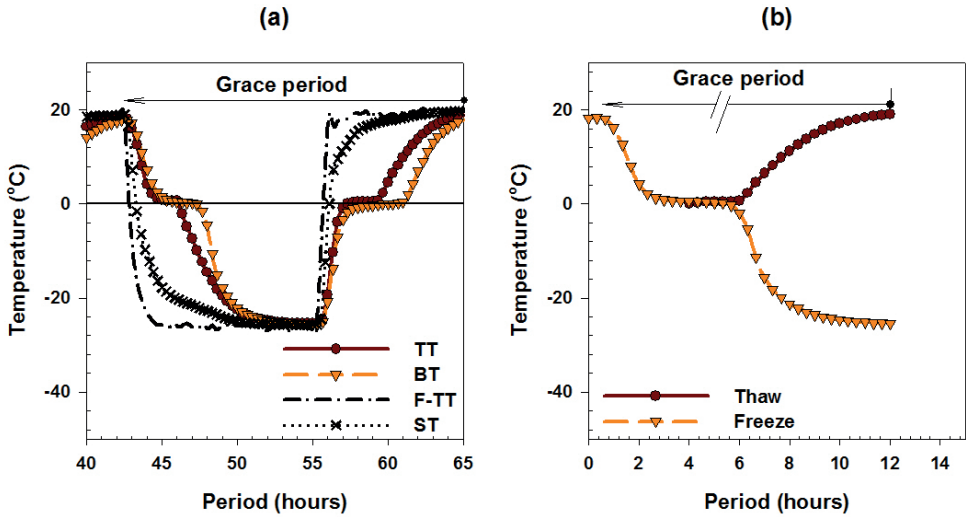 (a)
(b)
Grace period
Grace period
Temperature (°C)
20
0
-20
-40
TT
BT
F-TT
ST
40 45 50 55 60 65
Period (hours)
Temperature (°C)
20
0
-20
-40
Thaw
Freeze
0 2 4 6 8 10 12 14
Period (hours)